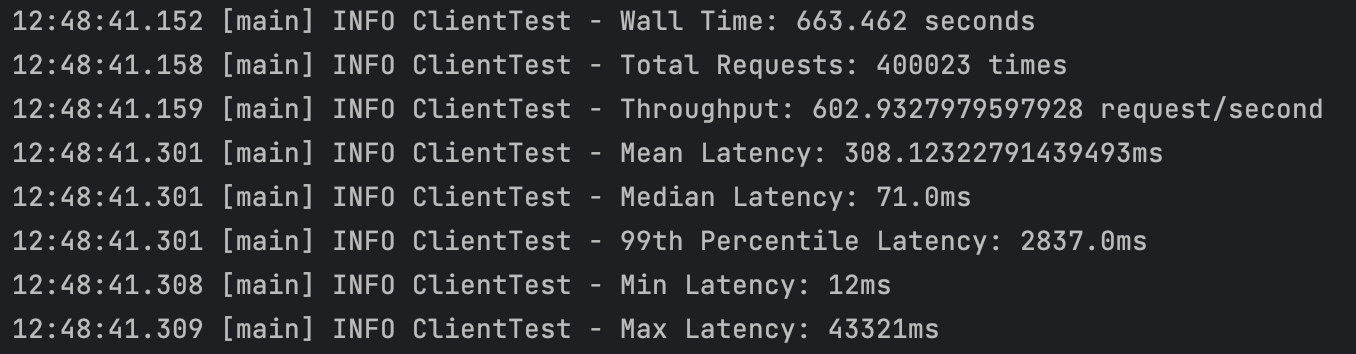 12:48:41.152 [main] INFO ClientTest - Wall Time: 663.462 seconds
12:48:41.158 [main] INFO ClientTest - Total Requests: 400023 times
12:48:41.159 [main] INFO ClientTest - Throughput: 602.9327979597928 request/second
12:48:41.301 [main] INFO ClientTest - Mean Latency: 308.12322791439493ms
12:48:41.301 [main] INFO ClientTest - Median Latency: 71.0ms
12:48:41.301 [main] INFO ClientTest - 99th Percentile Latency: 2837.0ms
12:48:41.308 [main] INFO ClientTest - Min Latency: 12ms
12:48:41.309 [main] INFO ClientTest - Max Latency: 43321ms